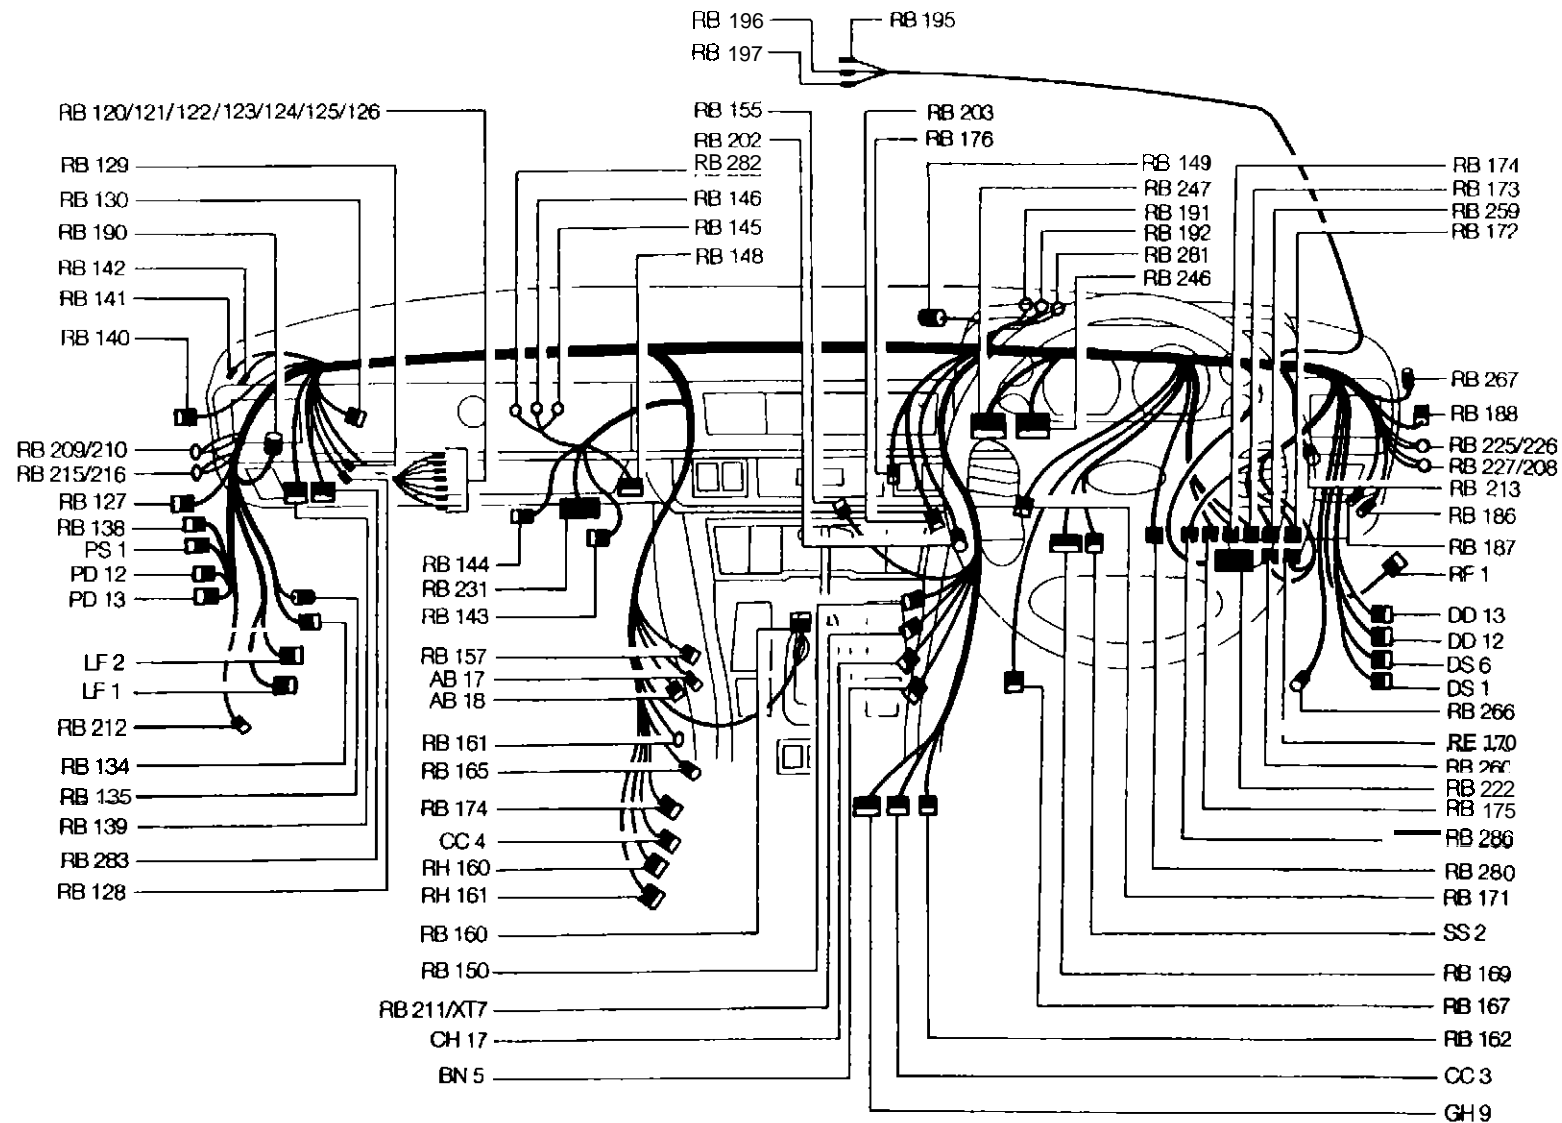 RB 196
RB 195
RB 197
RB 120/121/122/123/124/125/126
RB 129
RB 130
RB 190
RB 142
RB 141
RB 140
RB 209/210
RB 215/216
RB 127
RB 138
PS 1
PD 12
PD 13
LF 2
LF 1
RB 212
RB 134
RB 135
RB 139
RB 283
RB 128
RB 155
RB 202
RB 282
RB 146
RB 145
RB 148
RB 203
RB 176
RB 144
RB 231
RB 143
RB 157
AB 17
AB 18
RB 161
RB 165
RB 174
CC 4
RH 160
RH 161
RB 160
RB 150
RB 211/XT7
CH 17
BN 5
RB 149
RB 247
RB 191
RB 192
RB 281
RB 246
RB 174
RB 173
RB 259
RB 172
RB 267
RB 188
RB 225/226
RB 227/208
RB 213
RB 186
RB 187
RF 1
DD 13
DD 12
DS 6
DS 1
RB 266
RE 170
RB 260
RB 222
RB 175
RB 286
RB 280
RB 171
SS 2
RB 169
RB 167
RB 162
CC 3
GH 9